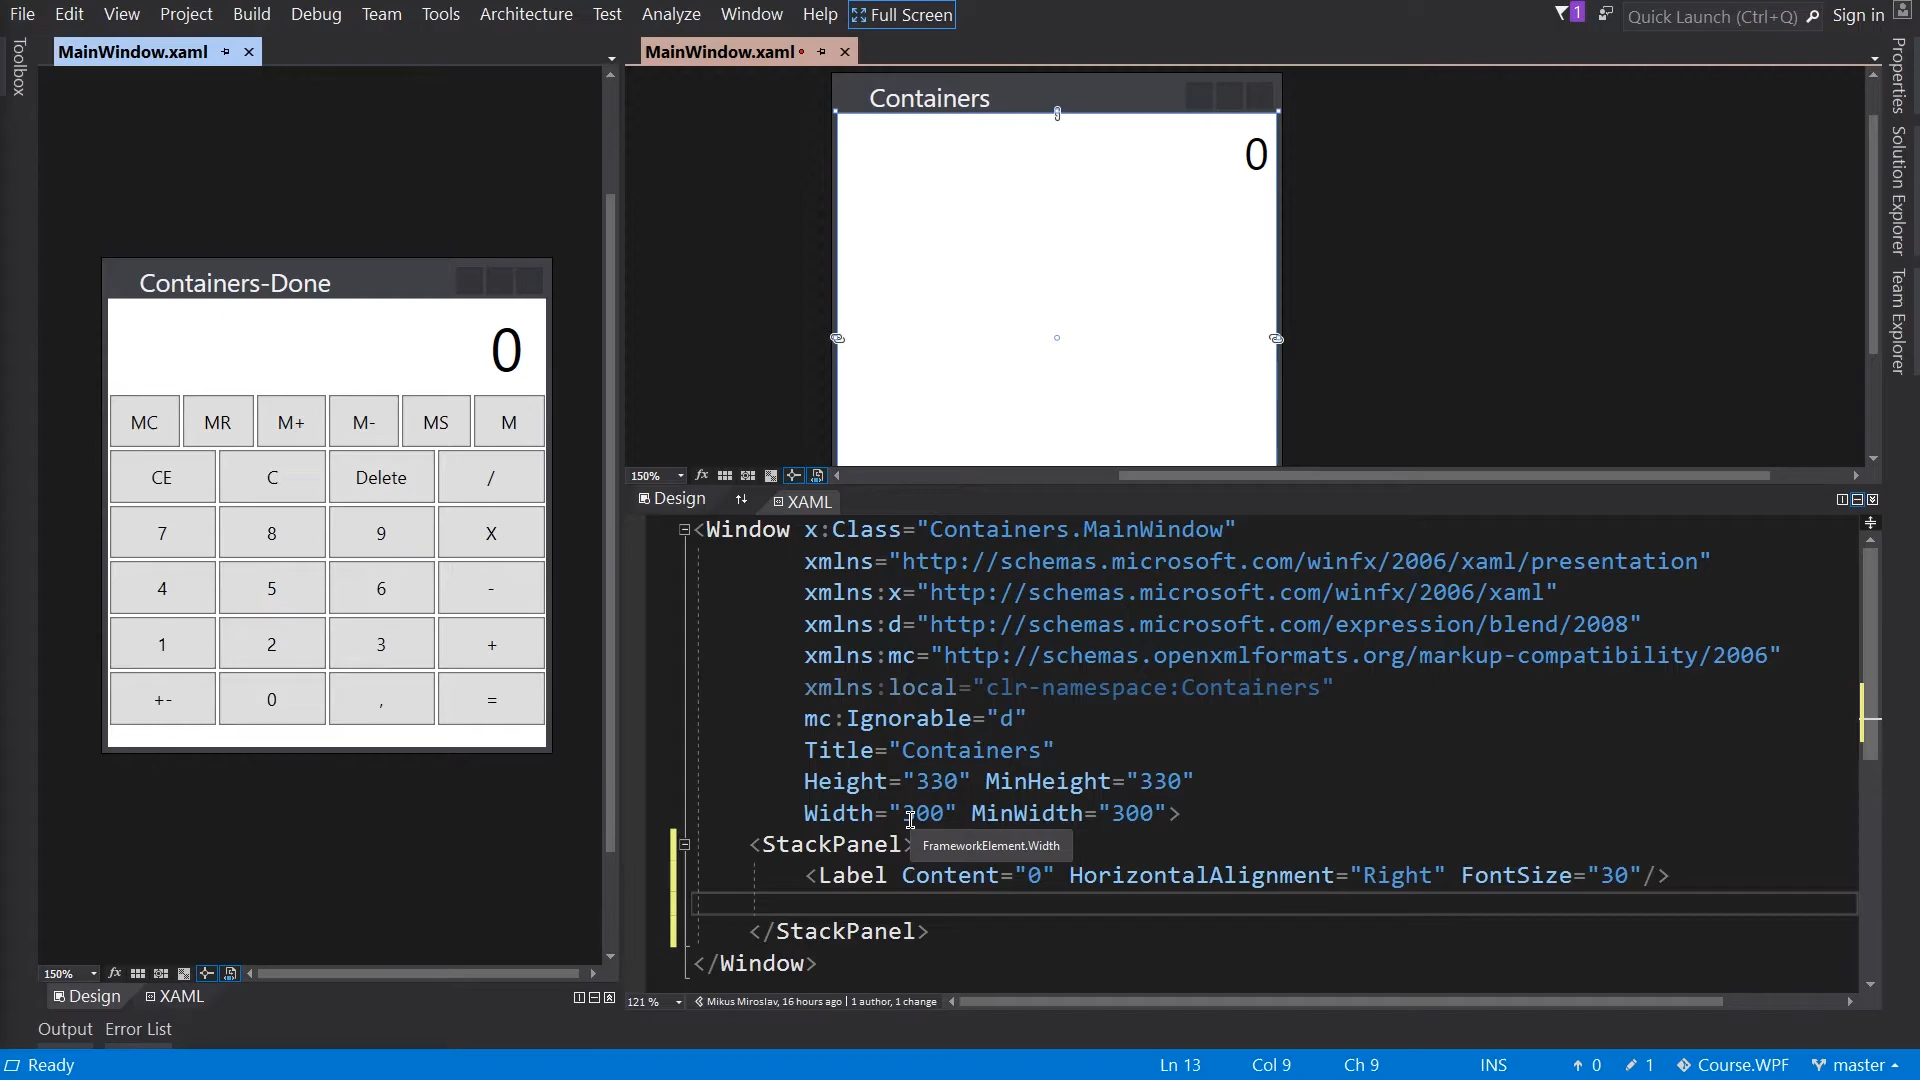 File Edit View Project Build Debug Team Tools Architecture Test Analyze Window Help Full Screen 1 Quick Launch (Ctrl+Q) Sign in
Toolbox
MainWindow.xaml
Containers-Done
0
MC MR M+ M- MS M
CE C Delete /
7 8 9 X
4 5 6 -
1 2 3 +
+- 0 , =
150% fx
Design XAML
MainWindow.xaml
Containers
0
150% fx
Design XAML
<Window x:Class="Containers.MainWindow"
xmlns="http://schemas.microsoft.com/winfx/2006/xaml/presentation"
xmlns:x="http://schemas.microsoft.com/winfx/2006/xaml"
xmlns:d="http://schemas.microsoft.com/expression/blend/2008"
xmlns:mc="http://schemas.openxmlformats.org/markup-compatibility/2006"
xmlns:local="clr-namespace:Containers"
mc:Ignorable="d"
Title="Containers"
Height="330" MinHeight="330"
Width="300" MinWidth="300">
<StackPanel>
FrameworkElement.Width
<Label Content="0" HorizontalAlignment="Right" FontSize="30"/>
</StackPanel>
</Window>
121 % Mikus Miroslav, 16 hours ago | 1 author, 1 change
Properties
Solution Explorer
Team Explorer
Output Error List
Ready Ln 13 Col 9 Ch 9 INS 0 1 Course.WPF master